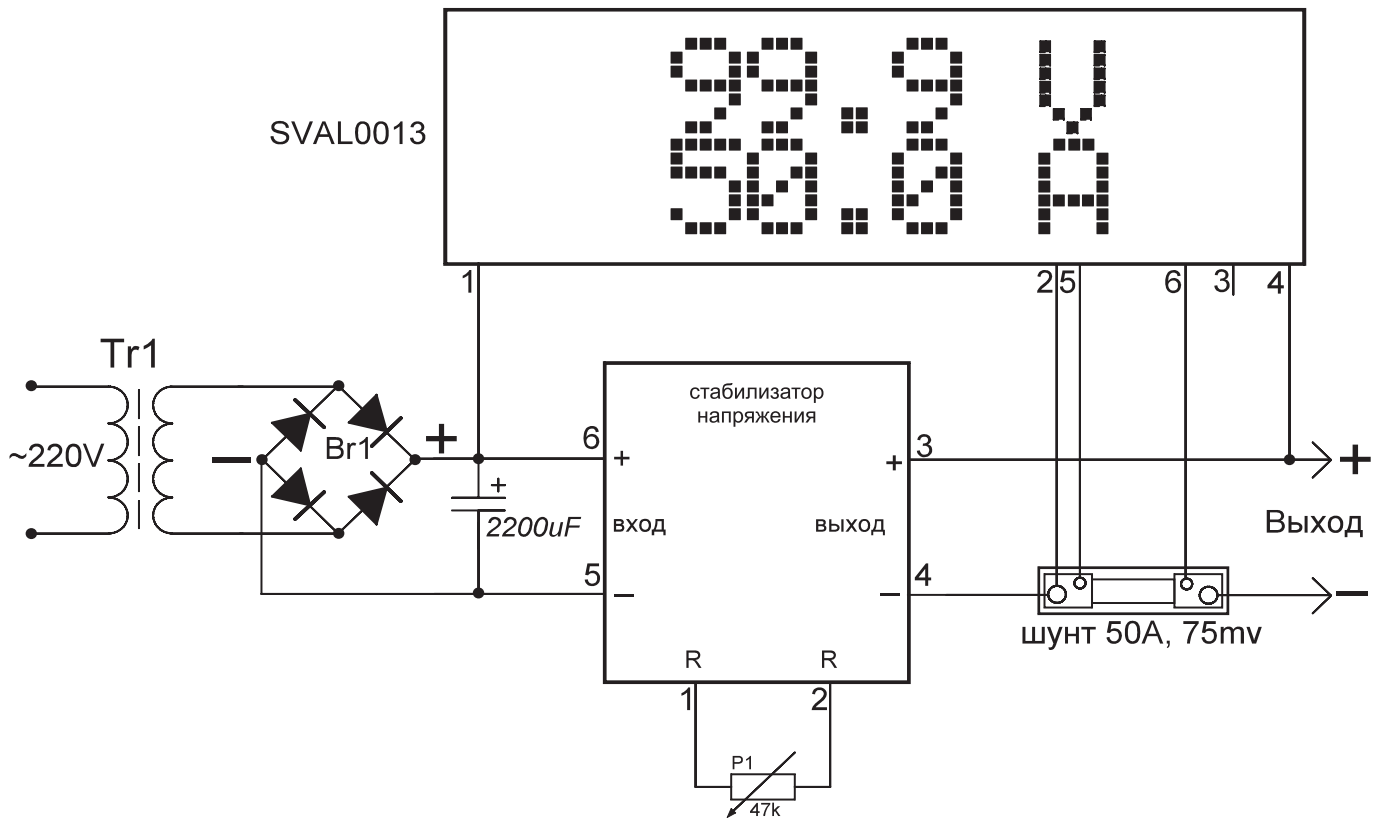 99.9 V
50.0 A
SVAL0013
1
2
5
6
3
4
Tr1
~220V
Br1
+
−
+
2200uF
стабилизатор
напряжения
6
+
+
3
вход
выход
5
−
−
4
R
R
1
2
P1
47k
+
Выход
−
шунт 50A, 75mv